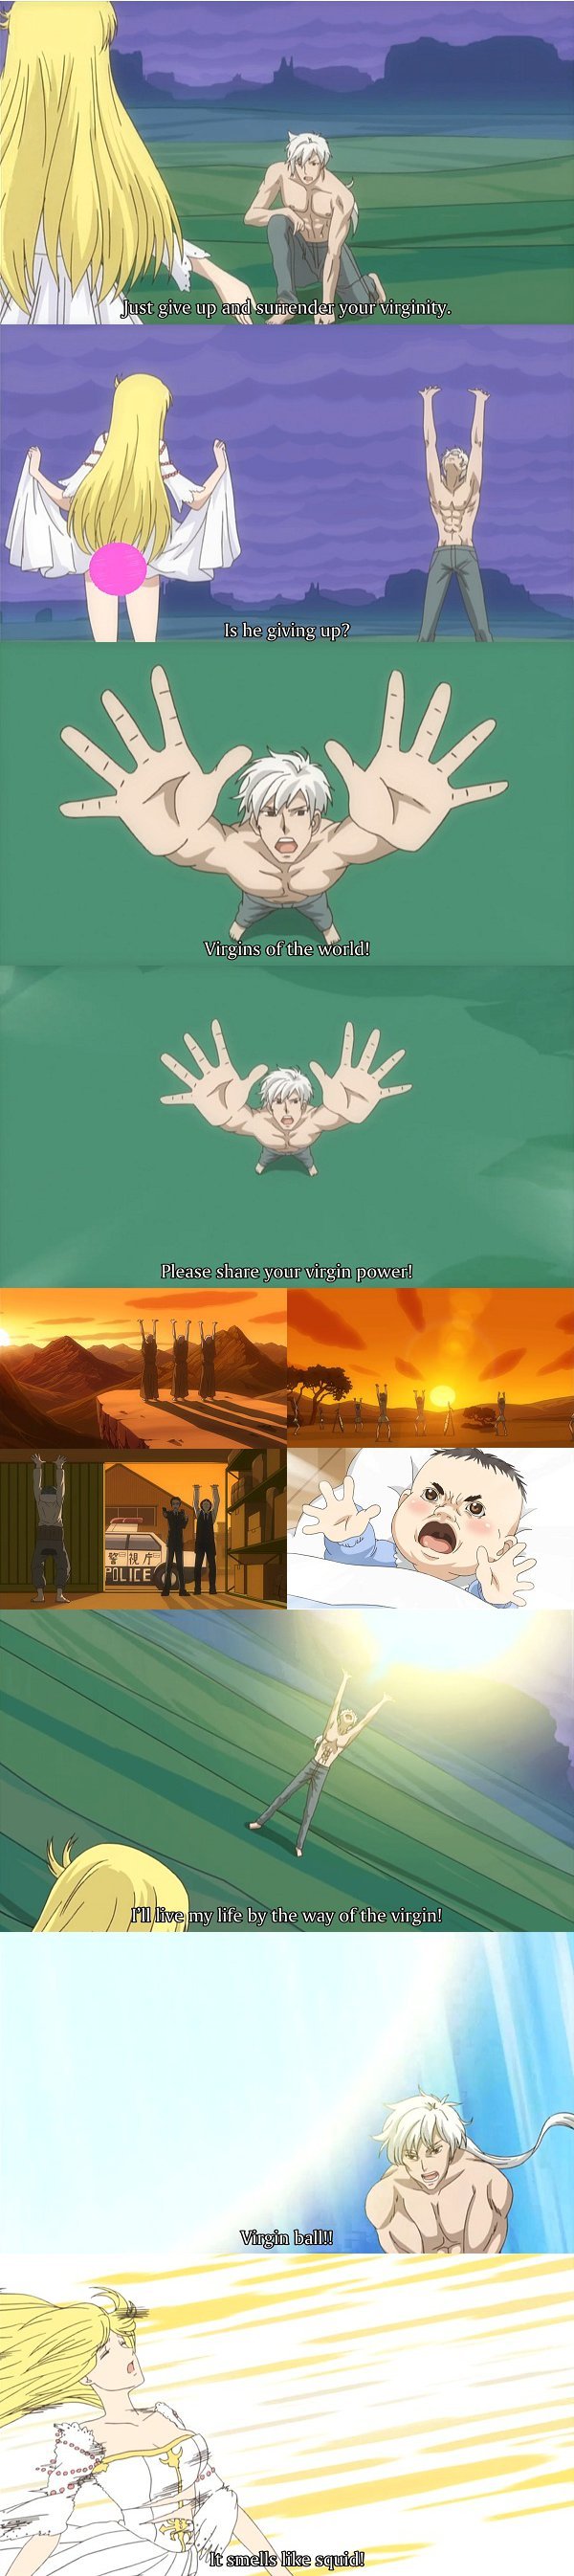 Just give up and surrender your virginity.
Is he giving up?
Virgins of the world!
Please share your virgin power!
警視庁
POLICE
I'll live my life by the way of the virgin!
Virgin ball!!
It smells like squid!